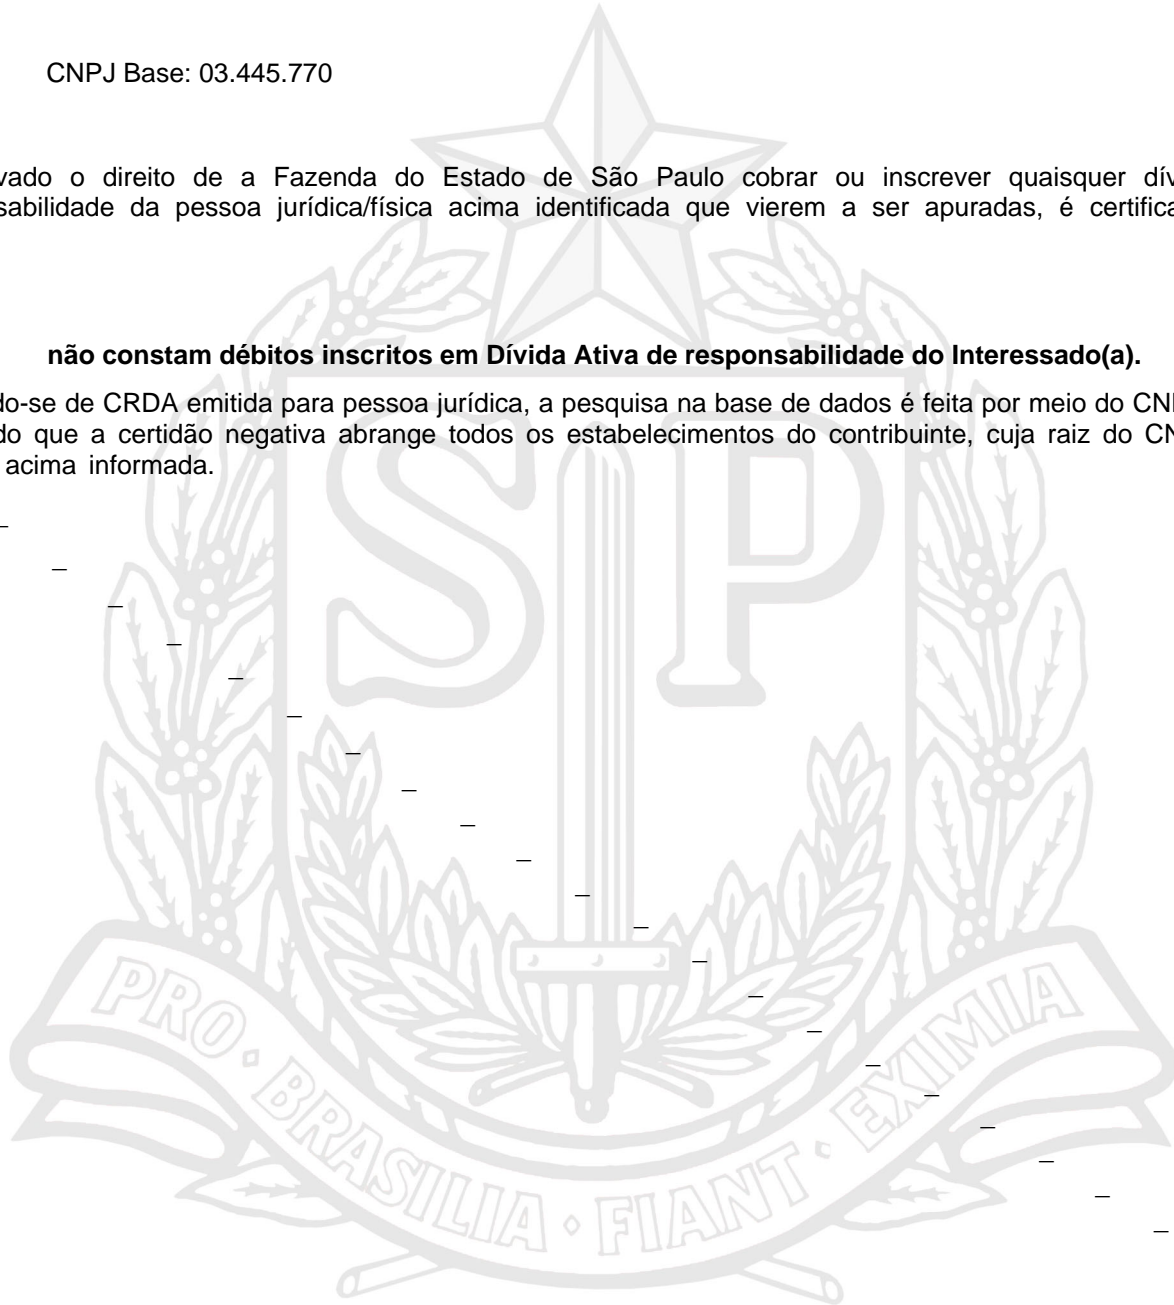 CNPJ Base: 03.445.770
vado o direito de a Fazenda do Estado de São Paulo cobrar ou inscrever quaisquer dív
sabilidade da pessoa jurídica/física acima identificada que vierem a ser apuradas, é certifica
não constam débitos inscritos em Dívida Ativa de responsabilidade do Interessado(a).
do-se de CRDA emitida para pessoa jurídica, a pesquisa na base de dados é feita por meio do CN
do que a certidão negativa abrange todos os estabelecimentos do contribuinte, cuja raiz do CN
acima informada.
SP
PRO • BRASILIA • FIANT • EXIMIA